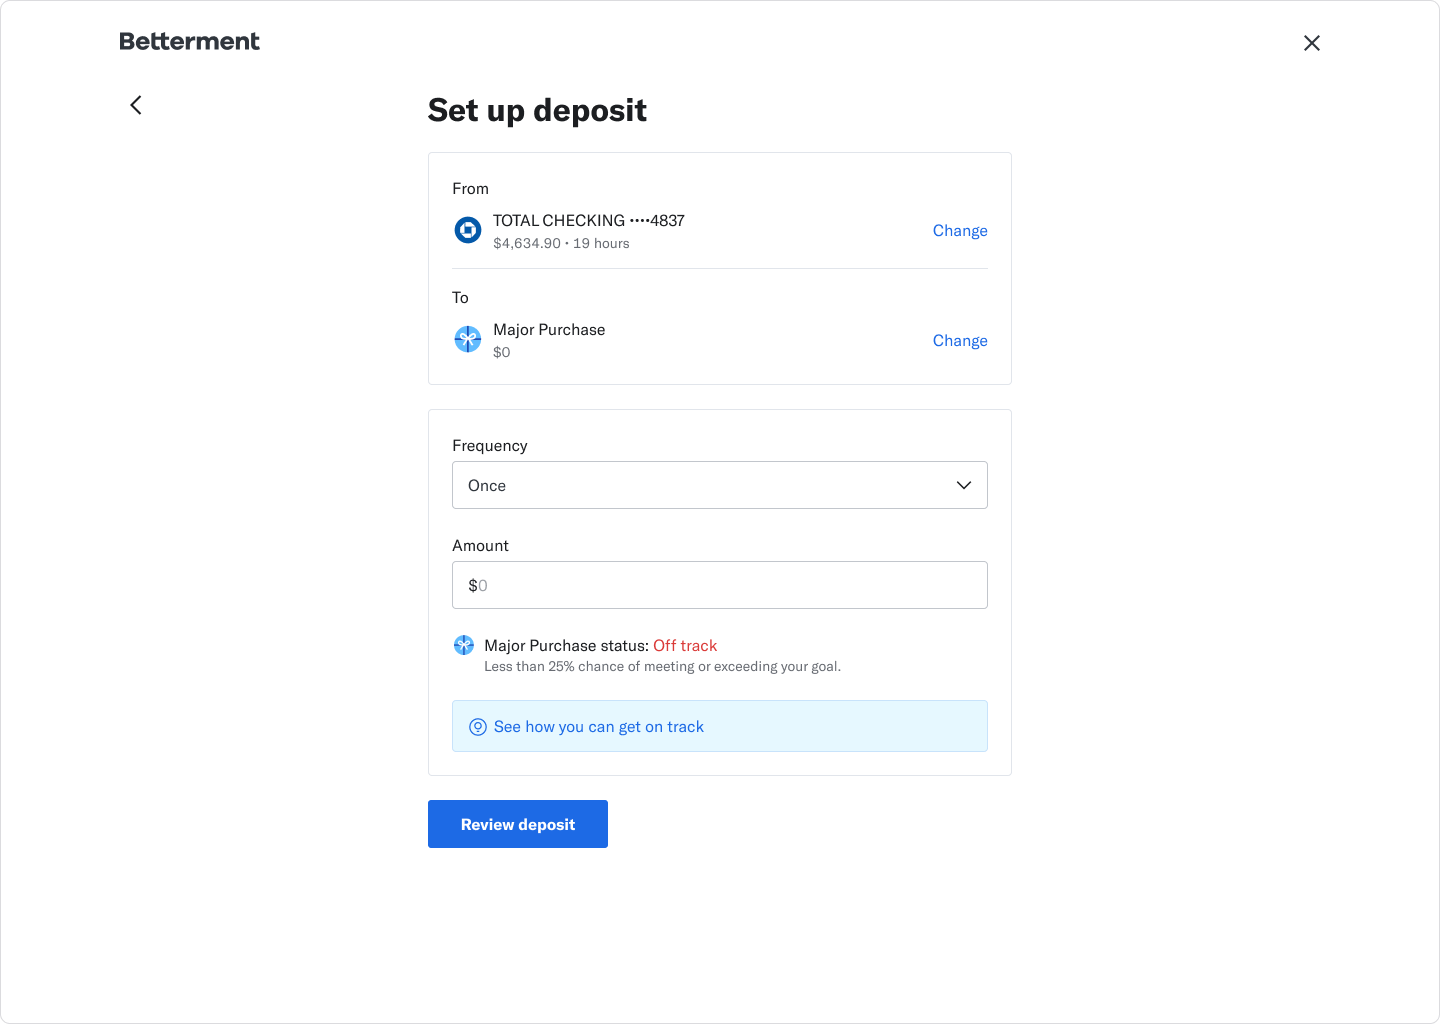 Betterment
Set up deposit
From
TOTAL CHECKING ••••4837
$4,634.90 • 19 hours
Change
To
Major Purchase
$0
Change
Frequency
Once
Amount
$0
Major Purchase status: Off track
Less than 25% chance of meeting or exceeding your goal.
See how you can get on track
Review deposit